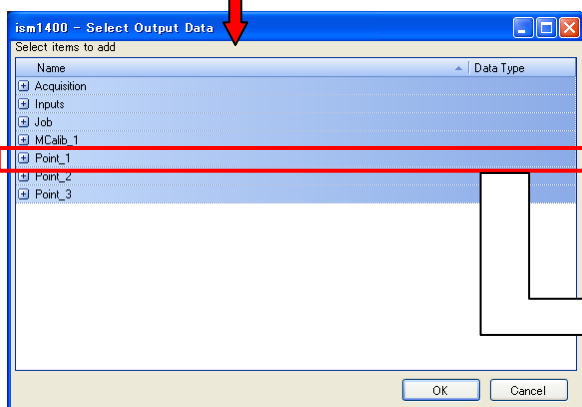 ism1400 - Select Output Data
Select items to add
Name Data Type
Acquisition
Inputs
Job
MCalib_1
Point_1
Point_2
Point_3
OK Cancel